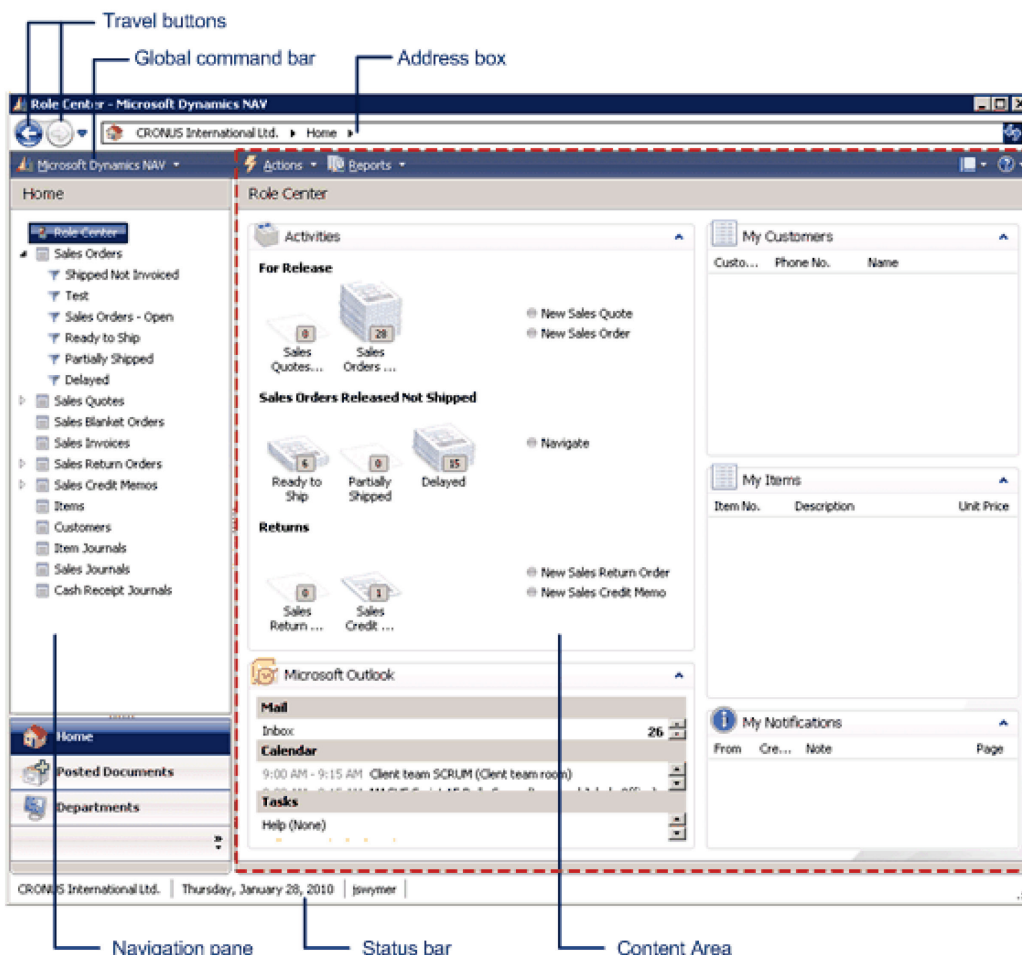 Travel buttons
Global command bar
Address box
Role Center - Microsoft Dynamics NAV
CRONUS International Ltd. Home
Microsoft Dynamics NAV
Actions Reports
Home
Role Center
Role Center
Sales Orders
Shipped Not Invoiced
Test
Sales Orders - Open
Ready to Ship
Partially Shipped
Delayed
Sales Quotes
Sales Blanket Orders
Sales Invoices
Sales Return Orders
Sales Credit Memos
Items
Customers
Item Journals
Sales Journals
Cash Receipt Journals
Home
Posted Documents
Departments
Activities
For Release
0
Sales
Quotes...
28
Sales
Orders ...
New Sales Quote
New Sales Order
Sales Orders Released Not Shipped
6
Ready to
Ship
0
Partially
Shipped
15
Delayed
Navigate
Returns
0
Sales
Return ...
1
Sales
Credit ...
New Sales Return Order
New Sales Credit Memo
Microsoft Outlook
Mail
Inbox 26
Calendar
9:00 AM - 9:15 AM Client team SCRUM (Client team room)
Tasks
Help (None)
My Customers
Custo... Phone No. Name
My Items
Item No. Description Unit Price
My Notifications
From Cre... Note Page
CRONUS International Ltd. Thursday, January 28, 2010 jswymer
Navigation pane
Status bar
Content Area